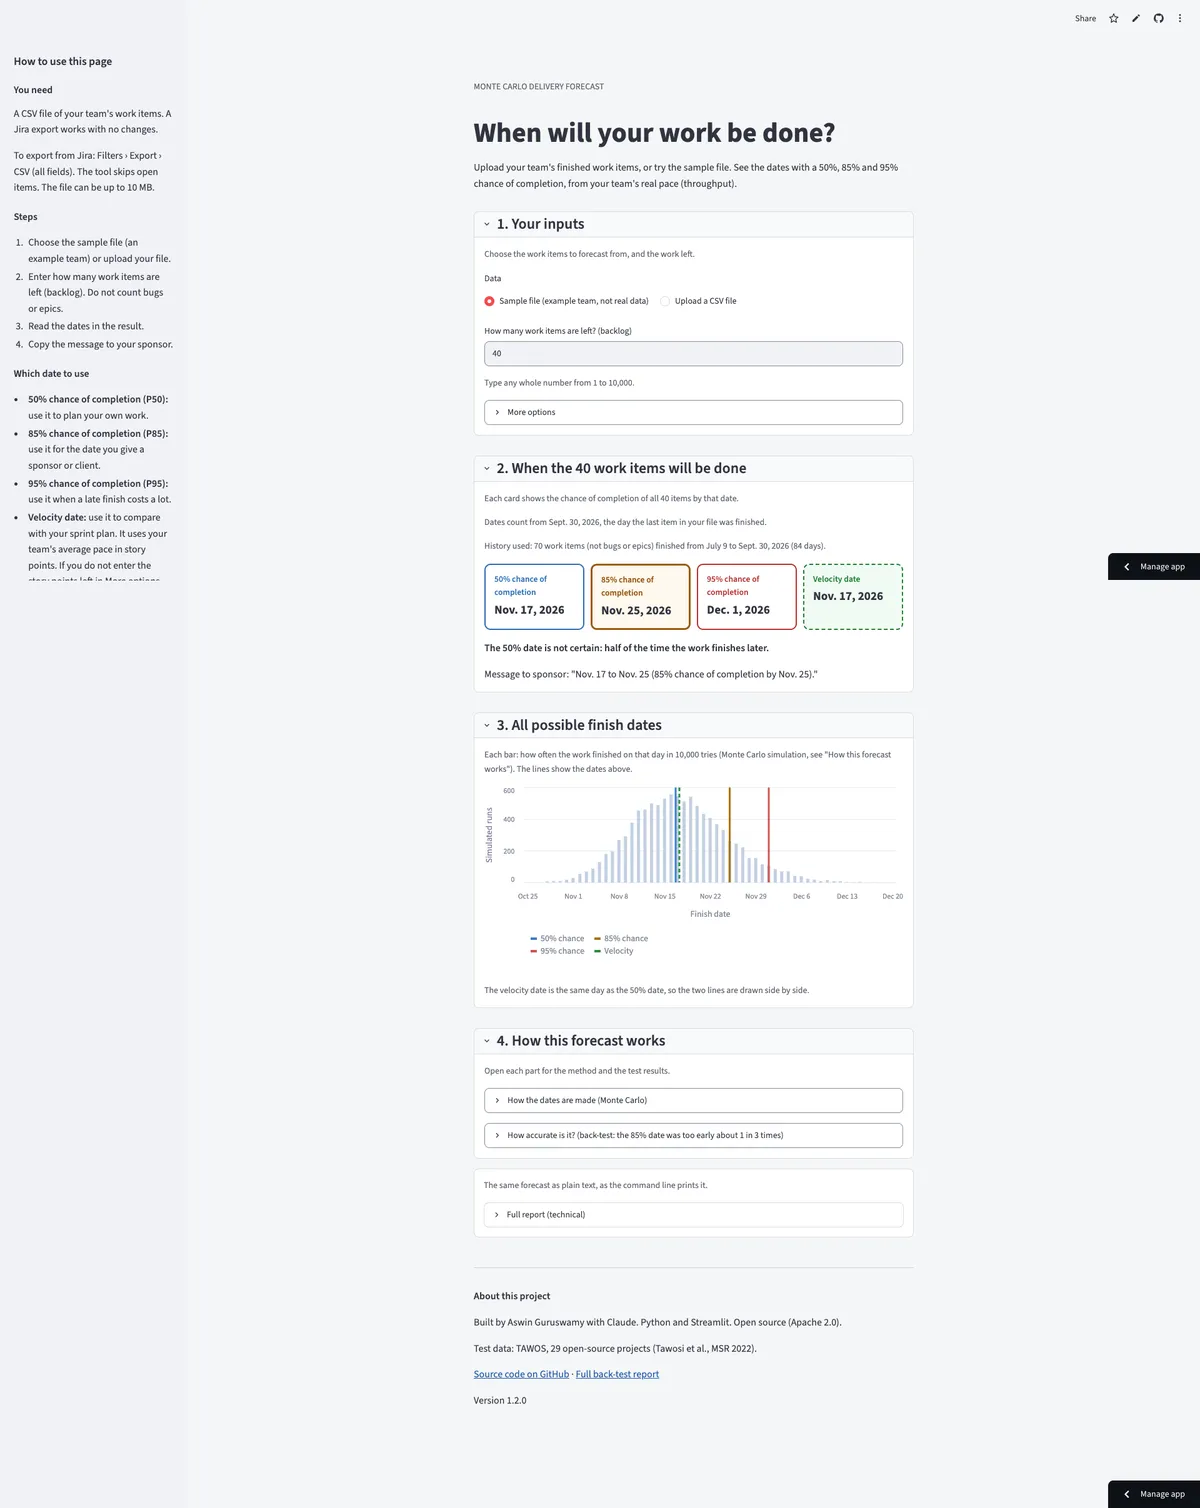 Share
How to use this page
You need
A CSV file of your team's work items. A
Jira export works with no changes.
To export from Jira: Filters › Export ›
CSV (all fields). The tool skips open
items. The file can be up to 10 MB.
Steps
1. Choose the sample file (an
example team) or upload your file.
2. Enter how many work items are
left (backlog). Do not count bugs
or epics.
3. Read the dates in the result.
4. Copy the message to your sponsor.
Which date to use
• 50% chance of completion (P50):
use it to plan your own work.
• 85% chance of completion (P85):
use it for the date you give a
sponsor or client.
• 95% chance of completion (P95):
use it when a late finish costs a lot.
• Velocity date: use it to compare
with your sprint plan. It uses your
team's average pace in story
points. If you do not enter the
story points left in More options
MONTE CARLO DELIVERY FORECAST
When will your work be done?
Upload your team's finished work items, or try the sample file. See the dates with a 50%, 85% and 95%
chance of completion, from your team's real pace (throughput).
1. Your inputs
Choose the work items to forecast from, and the work left.
Data
Sample file (example team, not real data)
Upload a CSV file
How many work items are left? (backlog)
40
Type any whole number from 1 to 10,000.
More options
2. When the 40 work items will be done
Each card shows the chance of completion of all 40 items by that date.
Dates count from Sept. 30, 2026, the day the last item in your file was finished.
History used: 70 work items (not bugs or epics) finished from July 9 to Sept. 30, 2026 (84 days).
50% chance of
completion
Nov. 17, 2026
85% chance of
completion
Nov. 25, 2026
95% chance of
completion
Dec. 1, 2026
Velocity date
Nov. 17, 2026
The 50% date is not certain: half of the time the work finishes later.
Message to sponsor: "Nov. 17 to Nov. 25 (85% chance of completion by Nov. 25)."
3. All possible finish dates
Each bar: how often the work finished on that day in 10,000 tries (Monte Carlo simulation, see "How this forecast
works"). The lines show the dates above.
Simulated runs
600
400
200
0
Oct 25
Nov 1
Nov 8
Nov 15
Nov 22
Nov 29
Dec 6
Dec 13
Dec 20
Finish date
50% chance
85% chance
95% chance
Velocity
The velocity date is the same day as the 50% date, so the two lines are drawn side by side.
4. How this forecast works
Open each part for the method and the test results.
How the dates are made (Monte Carlo)
How accurate is it? (back-test: the 85% date was too early about 1 in 3 times)
The same forecast as plain text, as the command line prints it.
Full report (technical)
About this project
Built by Aswin Guruswamy with Claude. Python and Streamlit. Open source (Apache 2.0).
Test data: TAWOS, 29 open-source projects (Tawosi et al., MSR 2022).
Source code on GitHub · Full back-test report
Version 1.2.0
Manage app
Manage app